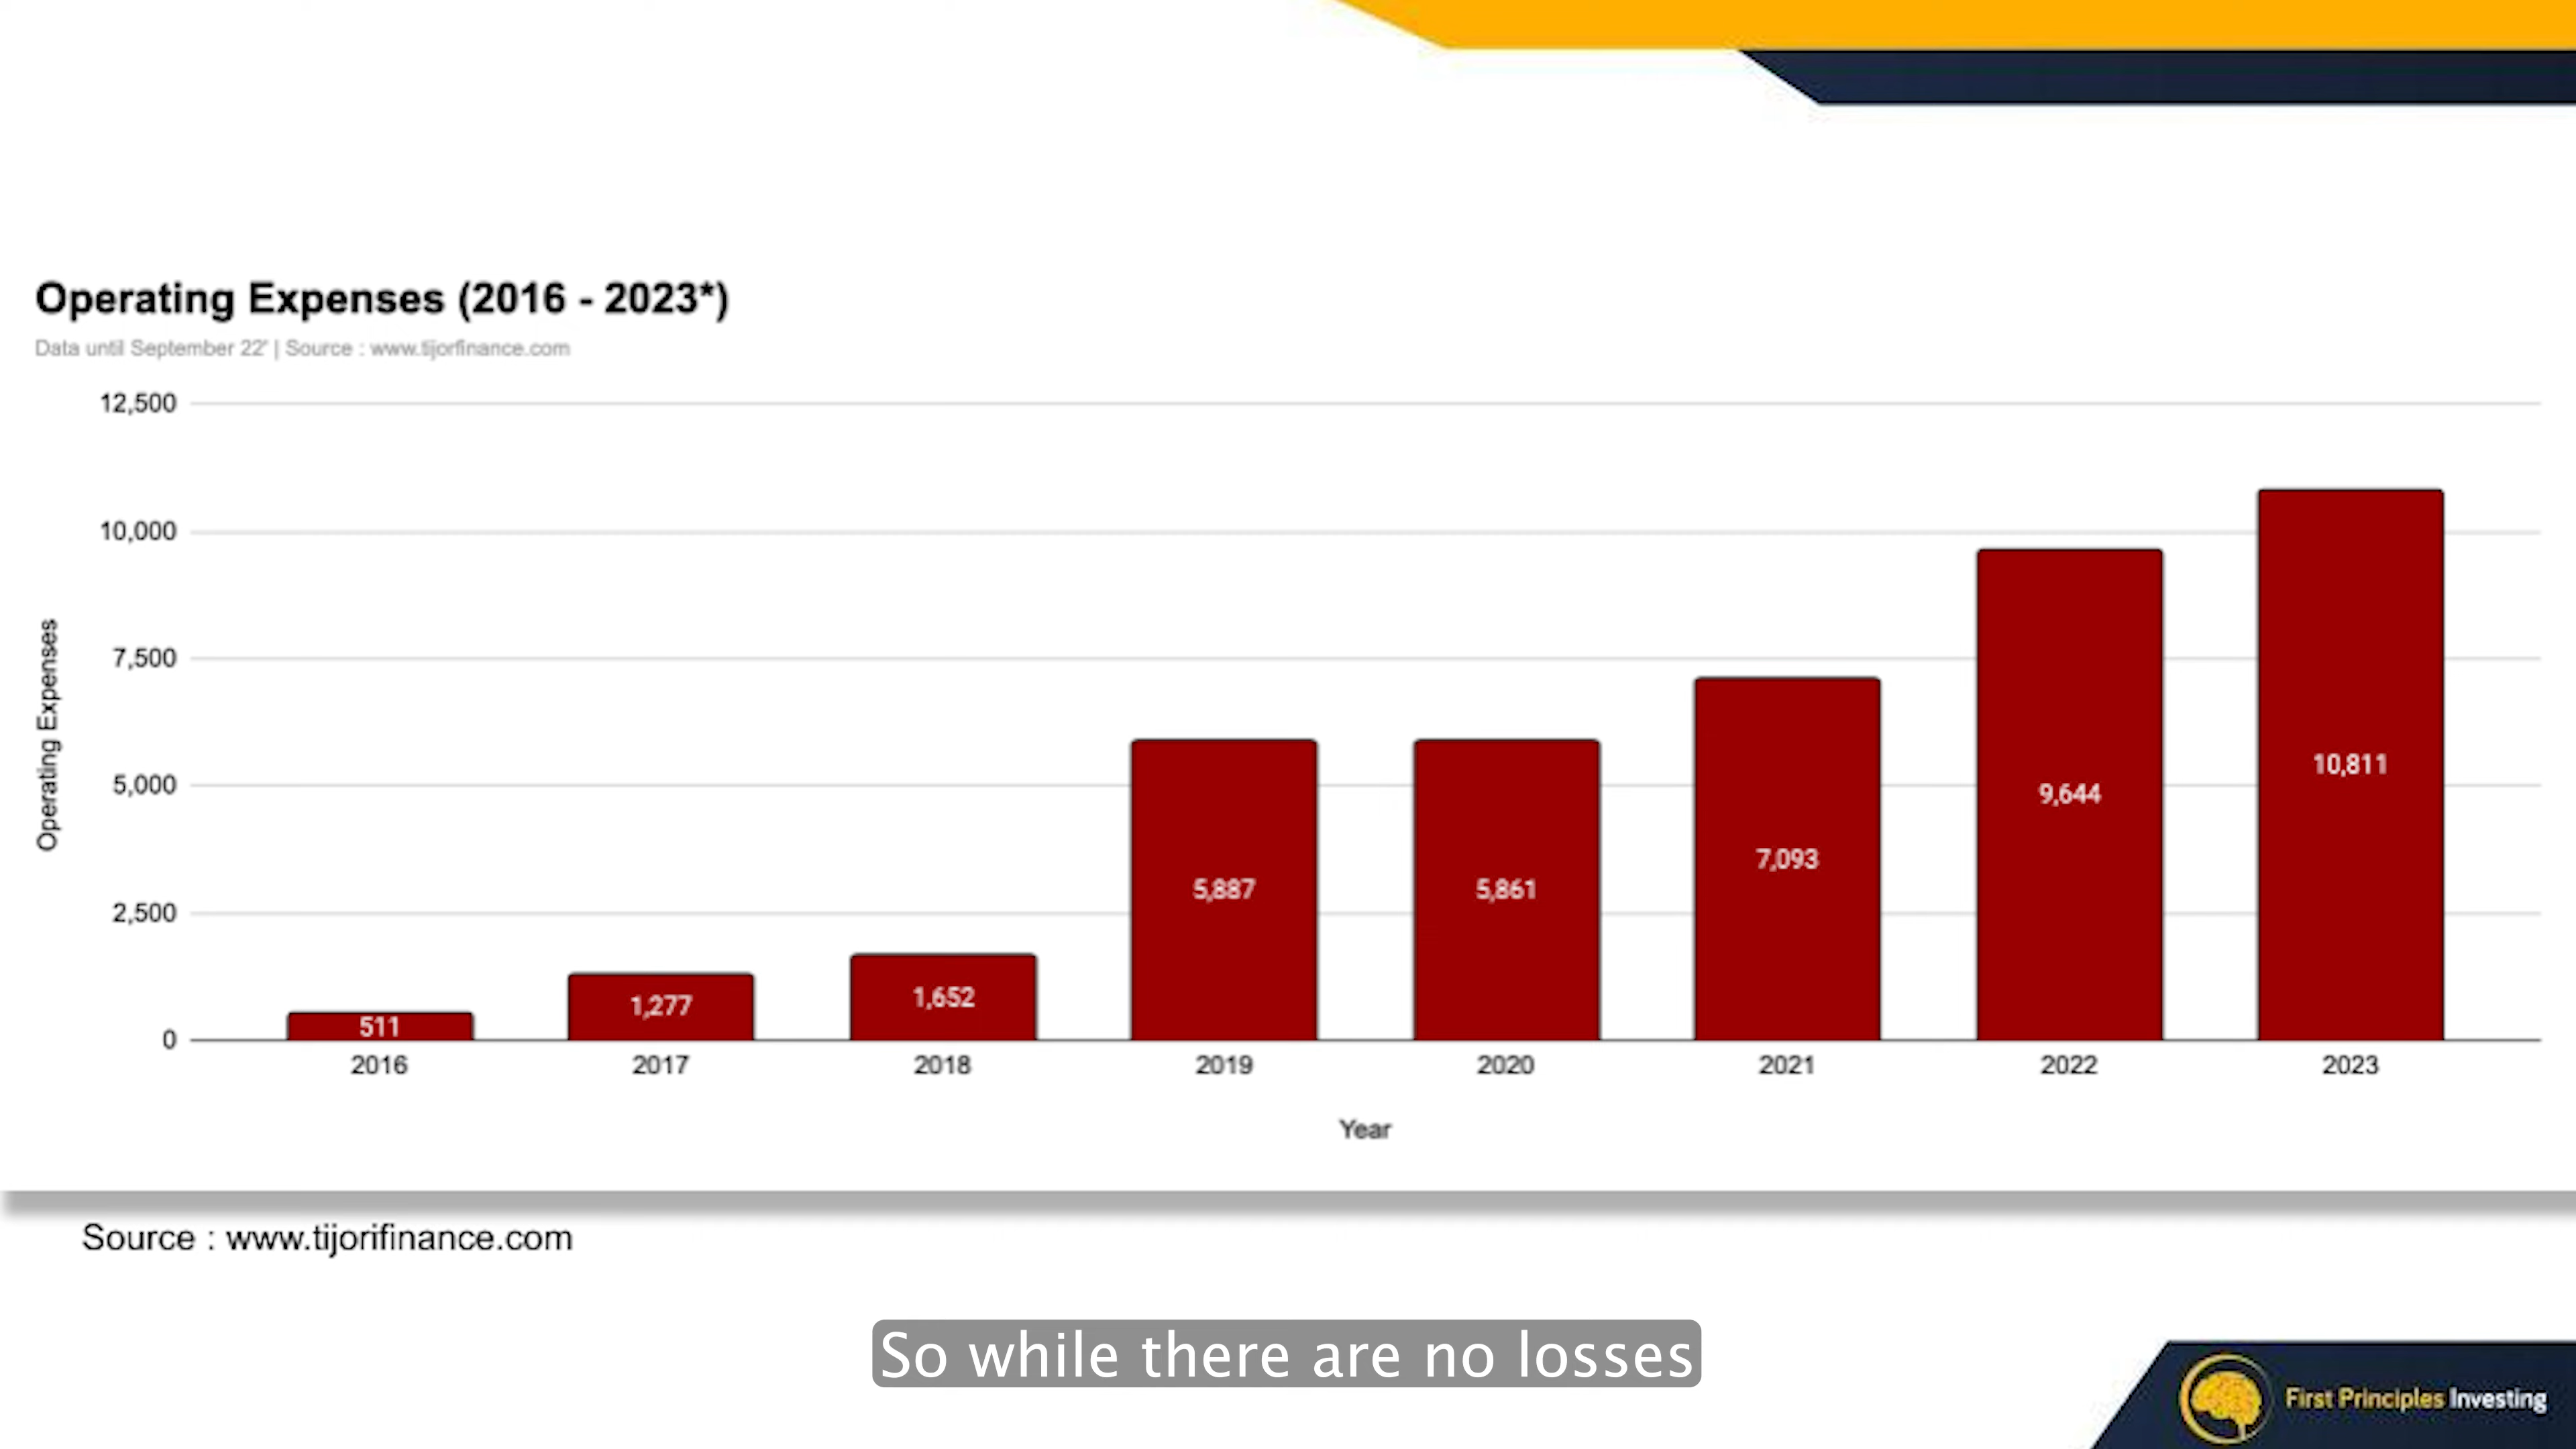 Operating Expenses (2016 - 2023*)
Data until September 22' | Source : www.tijorfinance.com
12,500
10,000
7,500
5,000
2,500
0
Operating Expenses
511
1,277
1,652
5,887
5,861
7,093
9,644
10,811
2016 2017 2018 2019 2020 2021 2022 2023
Year
Source : www.tijorifinance.com
So while there are no losses
First Principles Investing